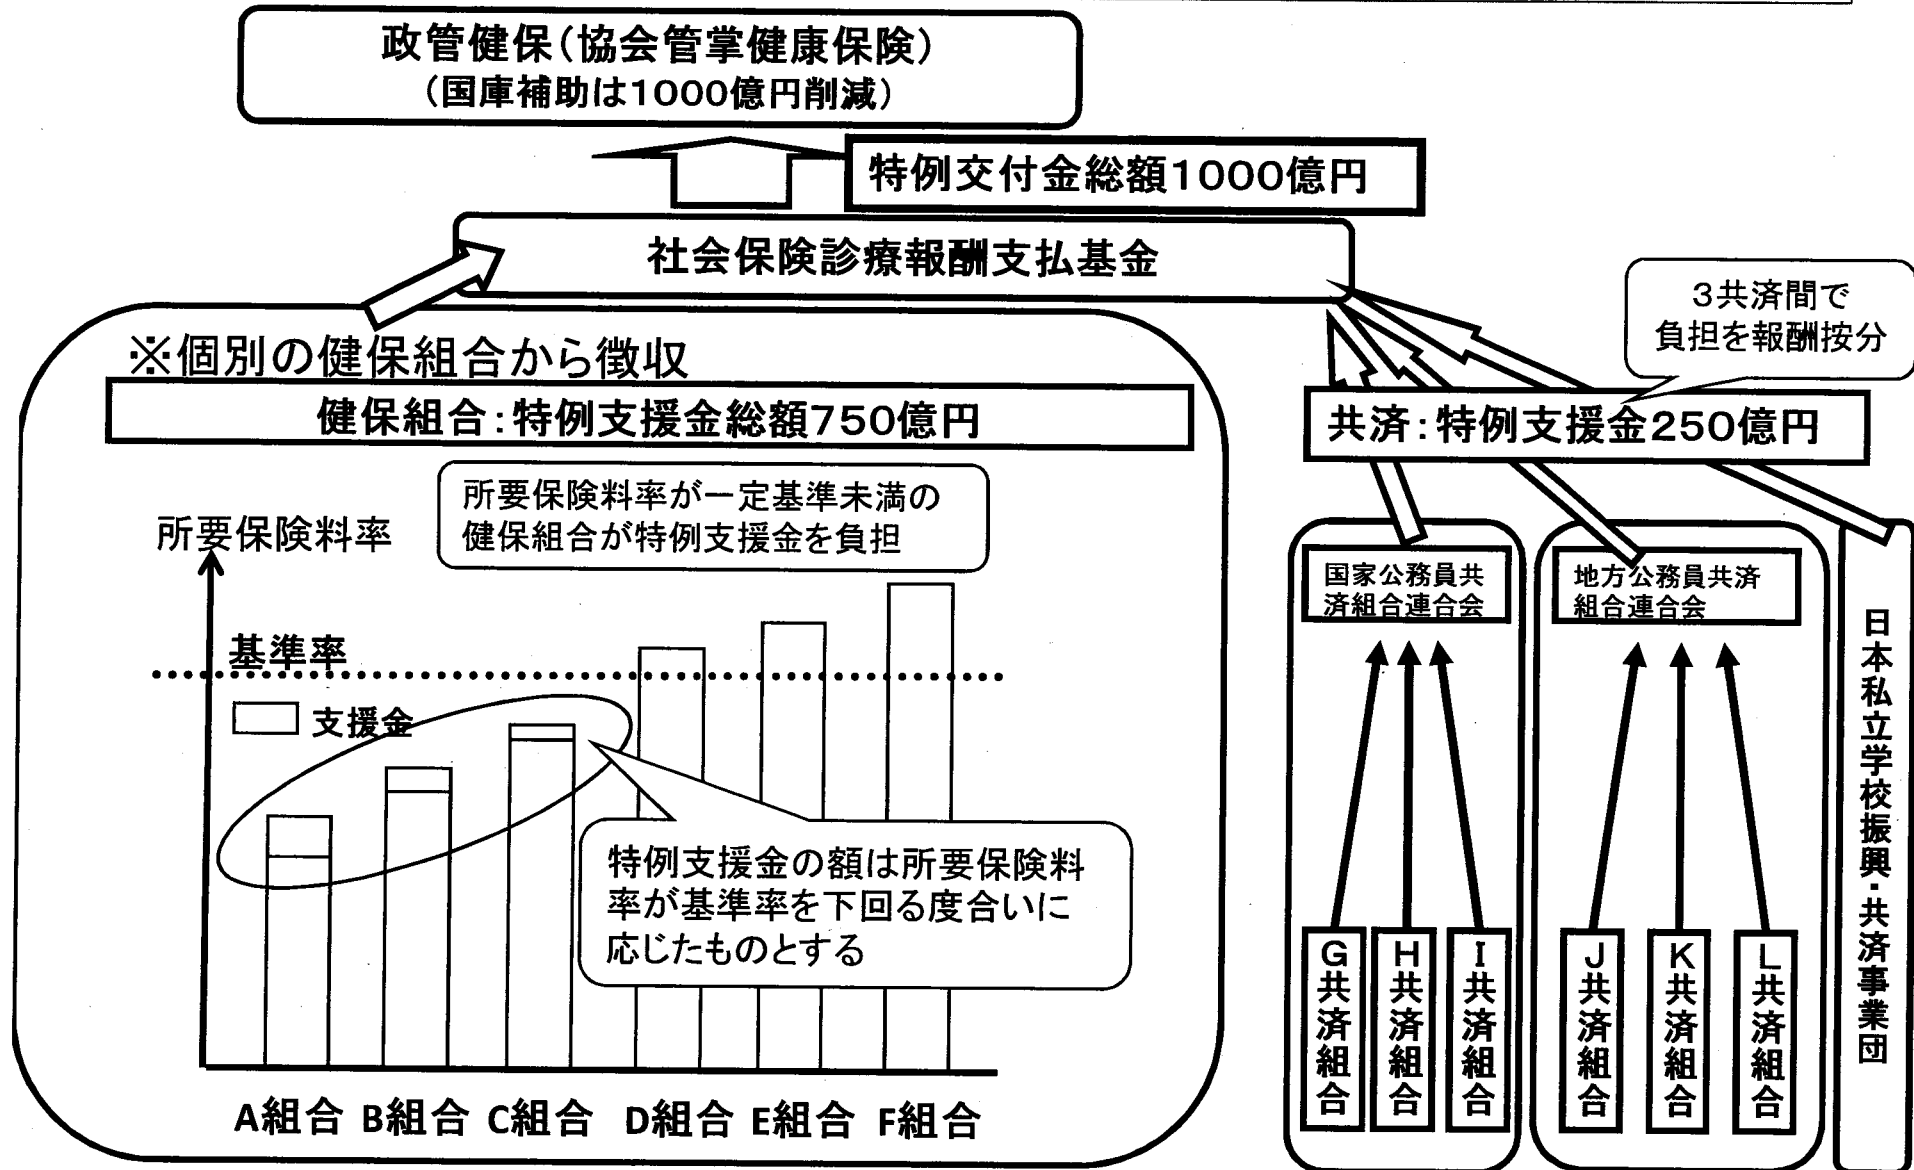 政管健保(協会管掌健康保険)
(国庫補助は1000億円削減)
特例交付金総額1000億円
社会保険診療報酬支払基金
3共済間で
負担を報酬按分
※個別の健保組合から徴収
健保組合:特例支援金総額750億円
共済:特例支援金250億円
所要保険料率が一定基準未満の
健保組合が特例支援金を負担
所要保険料率
基準率
支援金
特例支援金の額は所要保険料
率が基準率を下回る度合いに
応じたものとする
A組合 B組合 C組合 D組合 E組合 F組合
国家公務員共
済組合連合会
地方公務員共済
組合連合会
G共済組合
H共済組合
I共済組合
J共済組合
K共済組合
L共済組合
日本私立学校振興・共済事業団